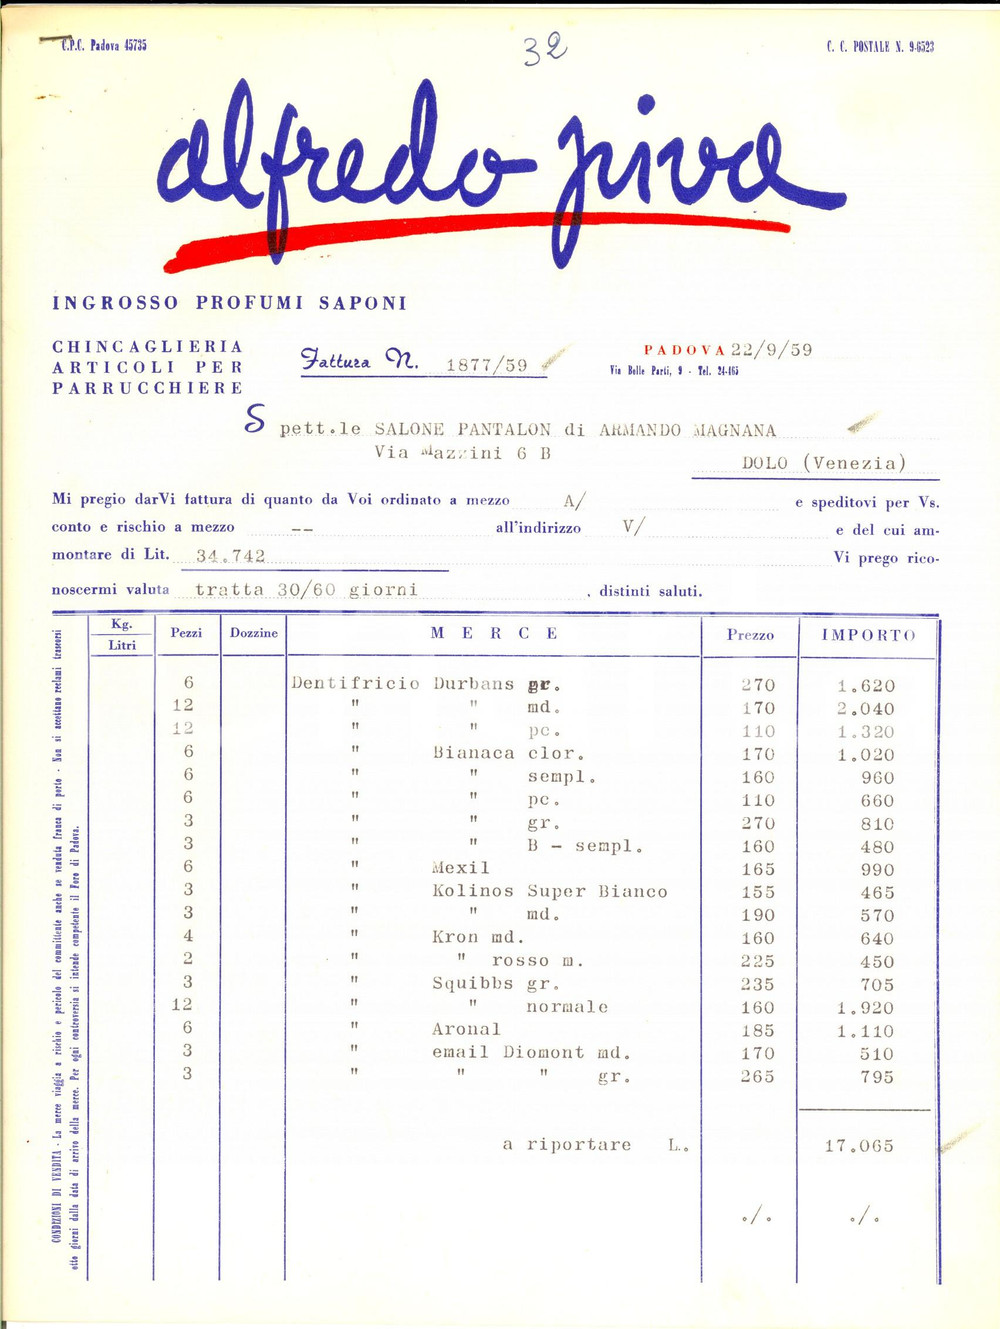 C.P.C. Padova 45735
32
C. C. POSTALE N. 9-6523
alfredo piva
INGROSSO PROFUMI SAPONI
CHINCAGLIERIA
ARTICOLI PER
PARRUCCHIERE
Fattura N. 1877/59
PADOVA 22/9/59
Via Belle Parti, 9 - Tel. 24-465
Spett.le SALONE PANTALON di ARMANDO MAGNANA
Via Mazzini 6 B
DOLO (Venezia)
Mi pregio darVi fattura di quanto da Voi ordinato a mezzo A/ e speditovi per Vs.
conto e rischio a mezzo -- all'indirizzo V/ e del cui am-
montare di Lit. 34.742 Vi prego rico-
noscermi valuta tratta 30/60 giorni , distinti saluti.
Kg. Litri Pezzi Dozzine MERCE Prezzo IMPORTO
6 Dentifricio Durbans gr. 270 1.620
12 " " md. 170 2.040
12 " " pc. 110 1.320
6 " Bianaca clor. 170 1.020
6 " " sempl. 160 960
6 " " pc. 110 660
3 " " gr. 270 810
3 " " B - sempl. 160 480
6 " Mexil 165 990
3 " Kolinos Super Bianco 155 465
3 " " md. 190 570
4 " Kron md. 160 640
2 " " rosso m. 225 450
3 " Squibbs gr. 235 705
12 " " normale 160 1.920
6 " Aronal 185 1.110
3 " email Diomont md. 170 510
3 " " " gr. 265 795
a riportare L. 17.065
./. ./.
CONDIZIONI DI VENDITA - La merce viaggia a rischio e pericolo del committente anche se venduta franca di porto - Non si accettano reclami trascorsi
otto giorni dalla data di arrivo della merce. Per ogni controversia si intende competente il Foro di Padova.